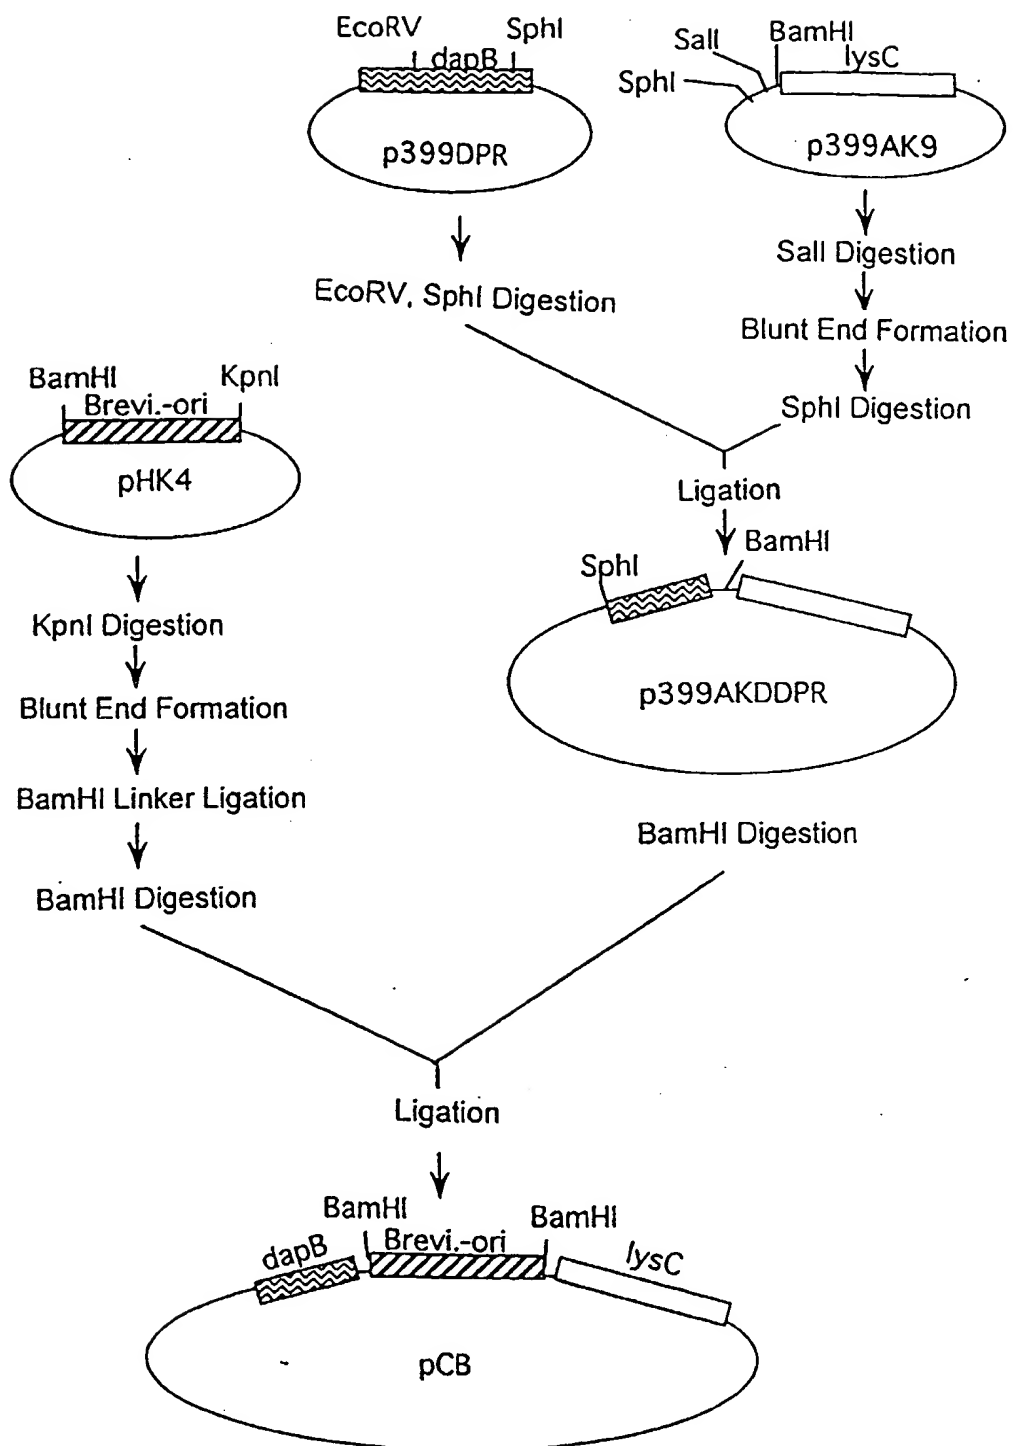 EcoRV SphI
dapB
p399DPR
EcoRV, SphI Digestion
SalI BamHI
lysC
SphI
p399AK9
SalI Digestion
Blunt End Formation
SphI Digestion
Ligation
BamHI KpnI
Brevi.-ori
pHK4
KpnI Digestion
Blunt End Formation
BamHI Linker Ligation
BamHI Digestion
SphI BamHI
p399AKDDPR
BamHI Digestion
Ligation
BamHI BamHI
dapB Brevi.-ori lysC
pCB